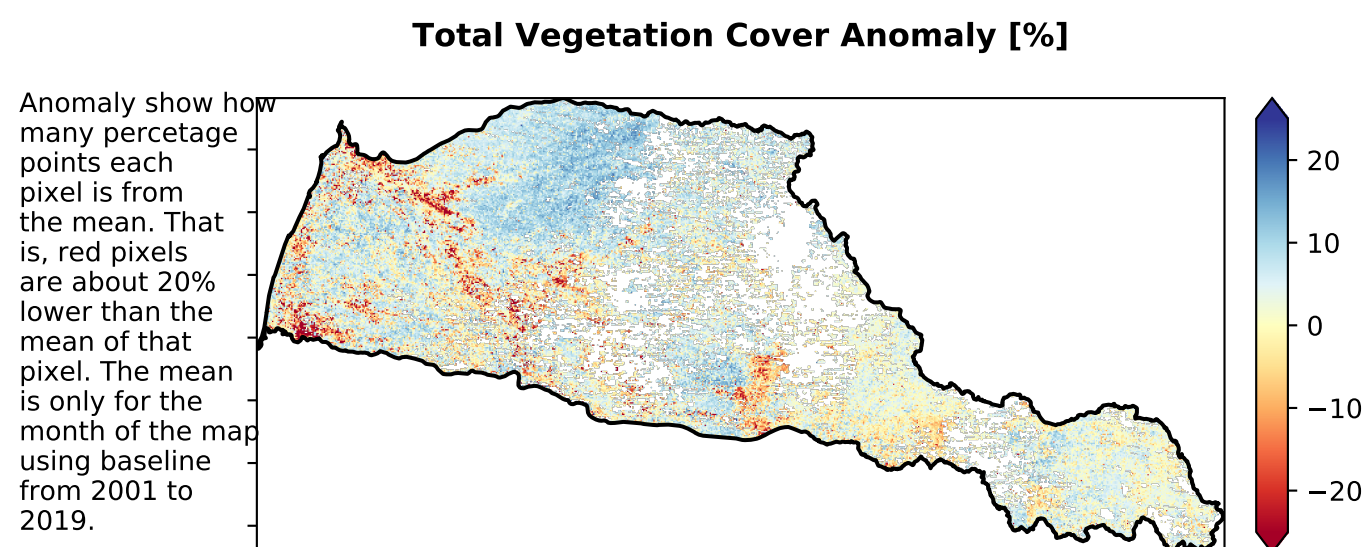 Total Vegetation Cover Anomaly [%]
Anomaly show how
many percetage
points each
pixel is from
the mean. That
is, red pixels
are about 20%
lower than the
mean of that
pixel. The mean
is only for the
month of the map
using baseline
from 2001 to
2019.
20
10
0
−10
−20